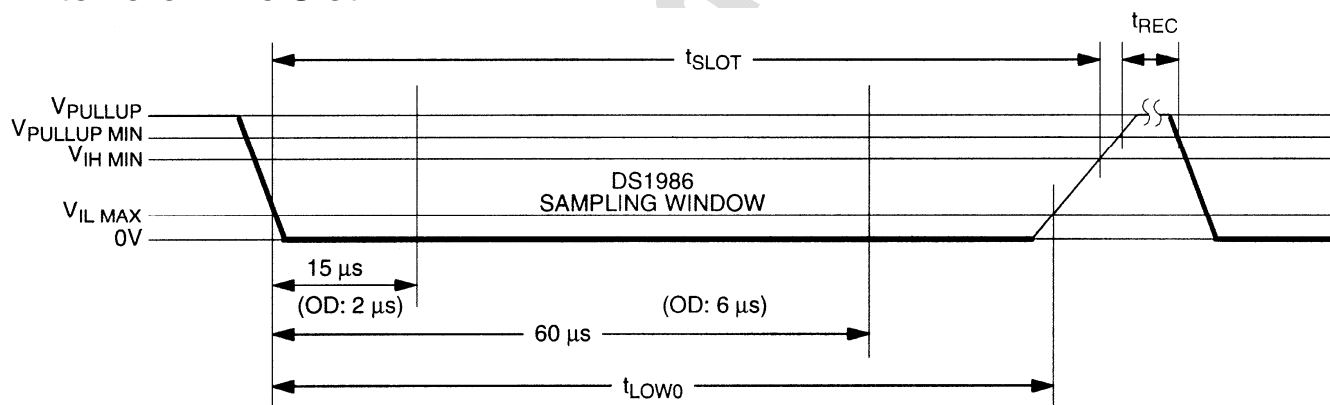 tREC
tSLOT
VPULLUP
VPULLUP MIN
VIH MIN
DS1986
SAMPLING WINDOW
VIL MAX
0V
15 µs
(OD: 2 µs)
(OD: 6 µs)
60 µs
tLOW0